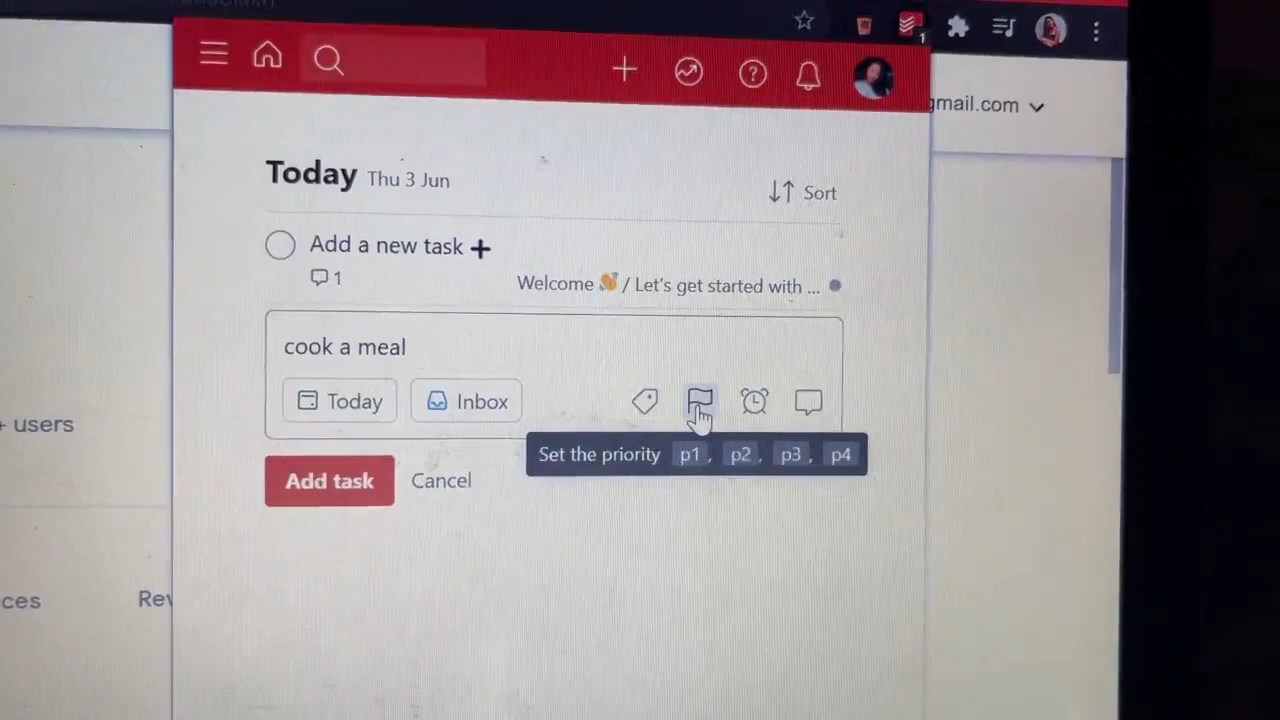 1
gmail.com
Today Thu 3 Jun
Sort
Add a new task
1
Welcome / Let's get started with ...
cook a meal
Today Inbox
users
Set the priority p1, p2, p3, p4
Add task Cancel
ces
Rev